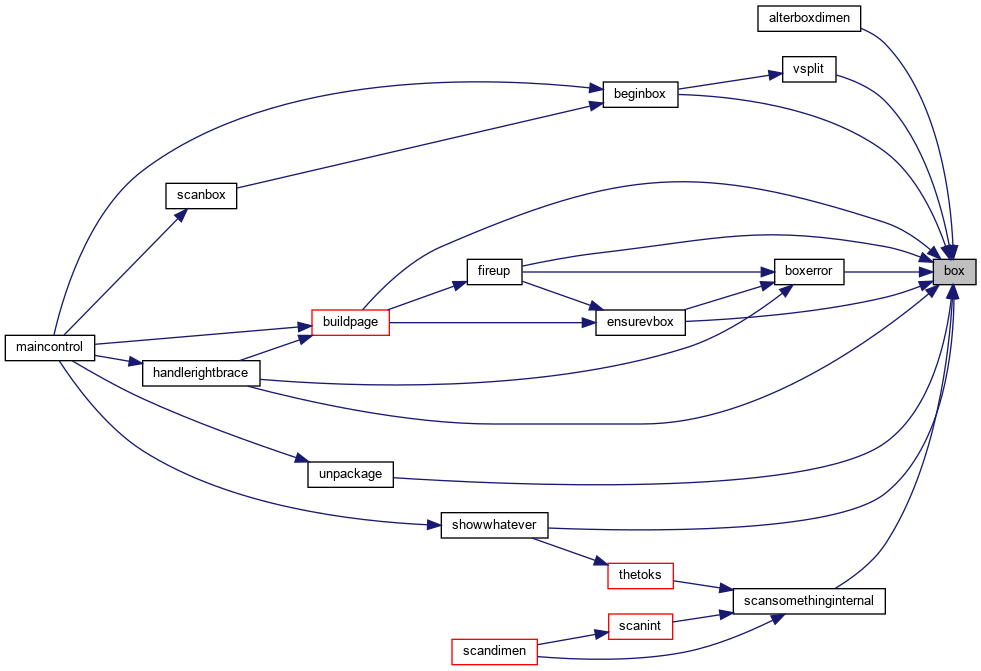 alterboxdimen
vsplit
beginbox
scanbox
fireup
boxerror
box
buildpage
ensurevbox
maincontrol
handlerightbrace
unpackage
showwhatever
thetoks
scansomethinginternal
scanint
scandimen